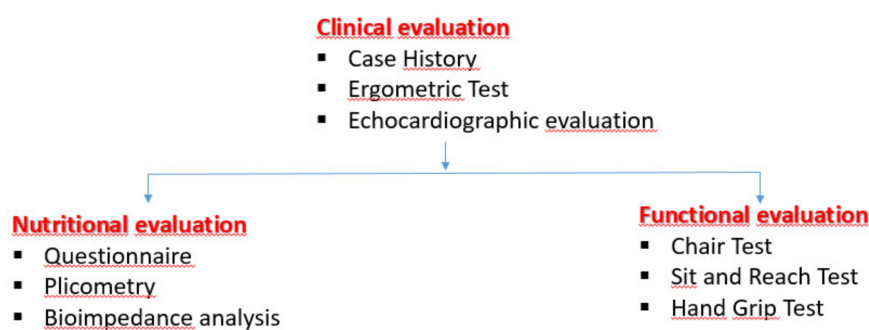 Clinical evaluation
▪ Case History
▪ Ergometric Test
▪ Echocardiographic evaluation
Nutritional evaluation
▪ Questionnaire
▪ Plicometry
▪ Bioimpedance analysis
Functional evaluation
▪ Chair Test
▪ Sit and Reach Test
▪ Hand Grip Test